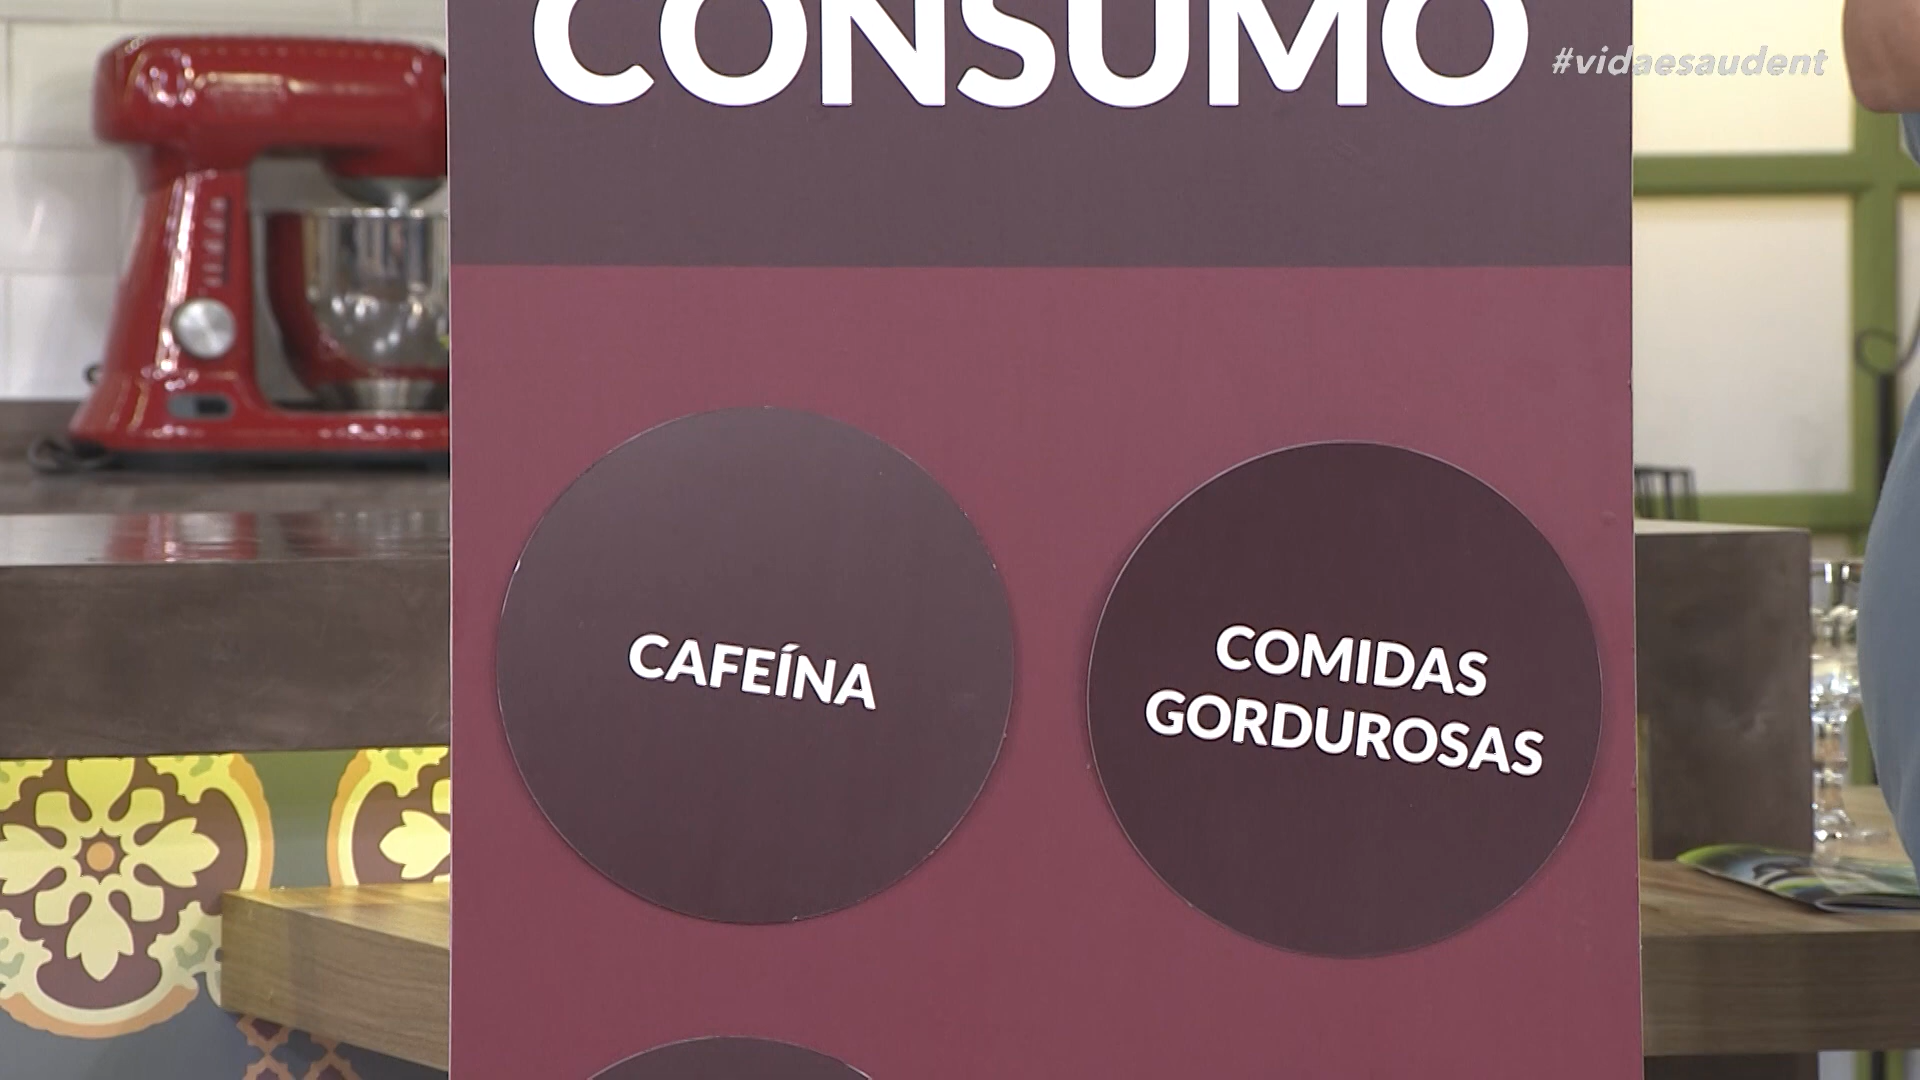 CONSUMO
#vidaesaudent
CAFEÍNA
COMIDAS
GORDUROSAS